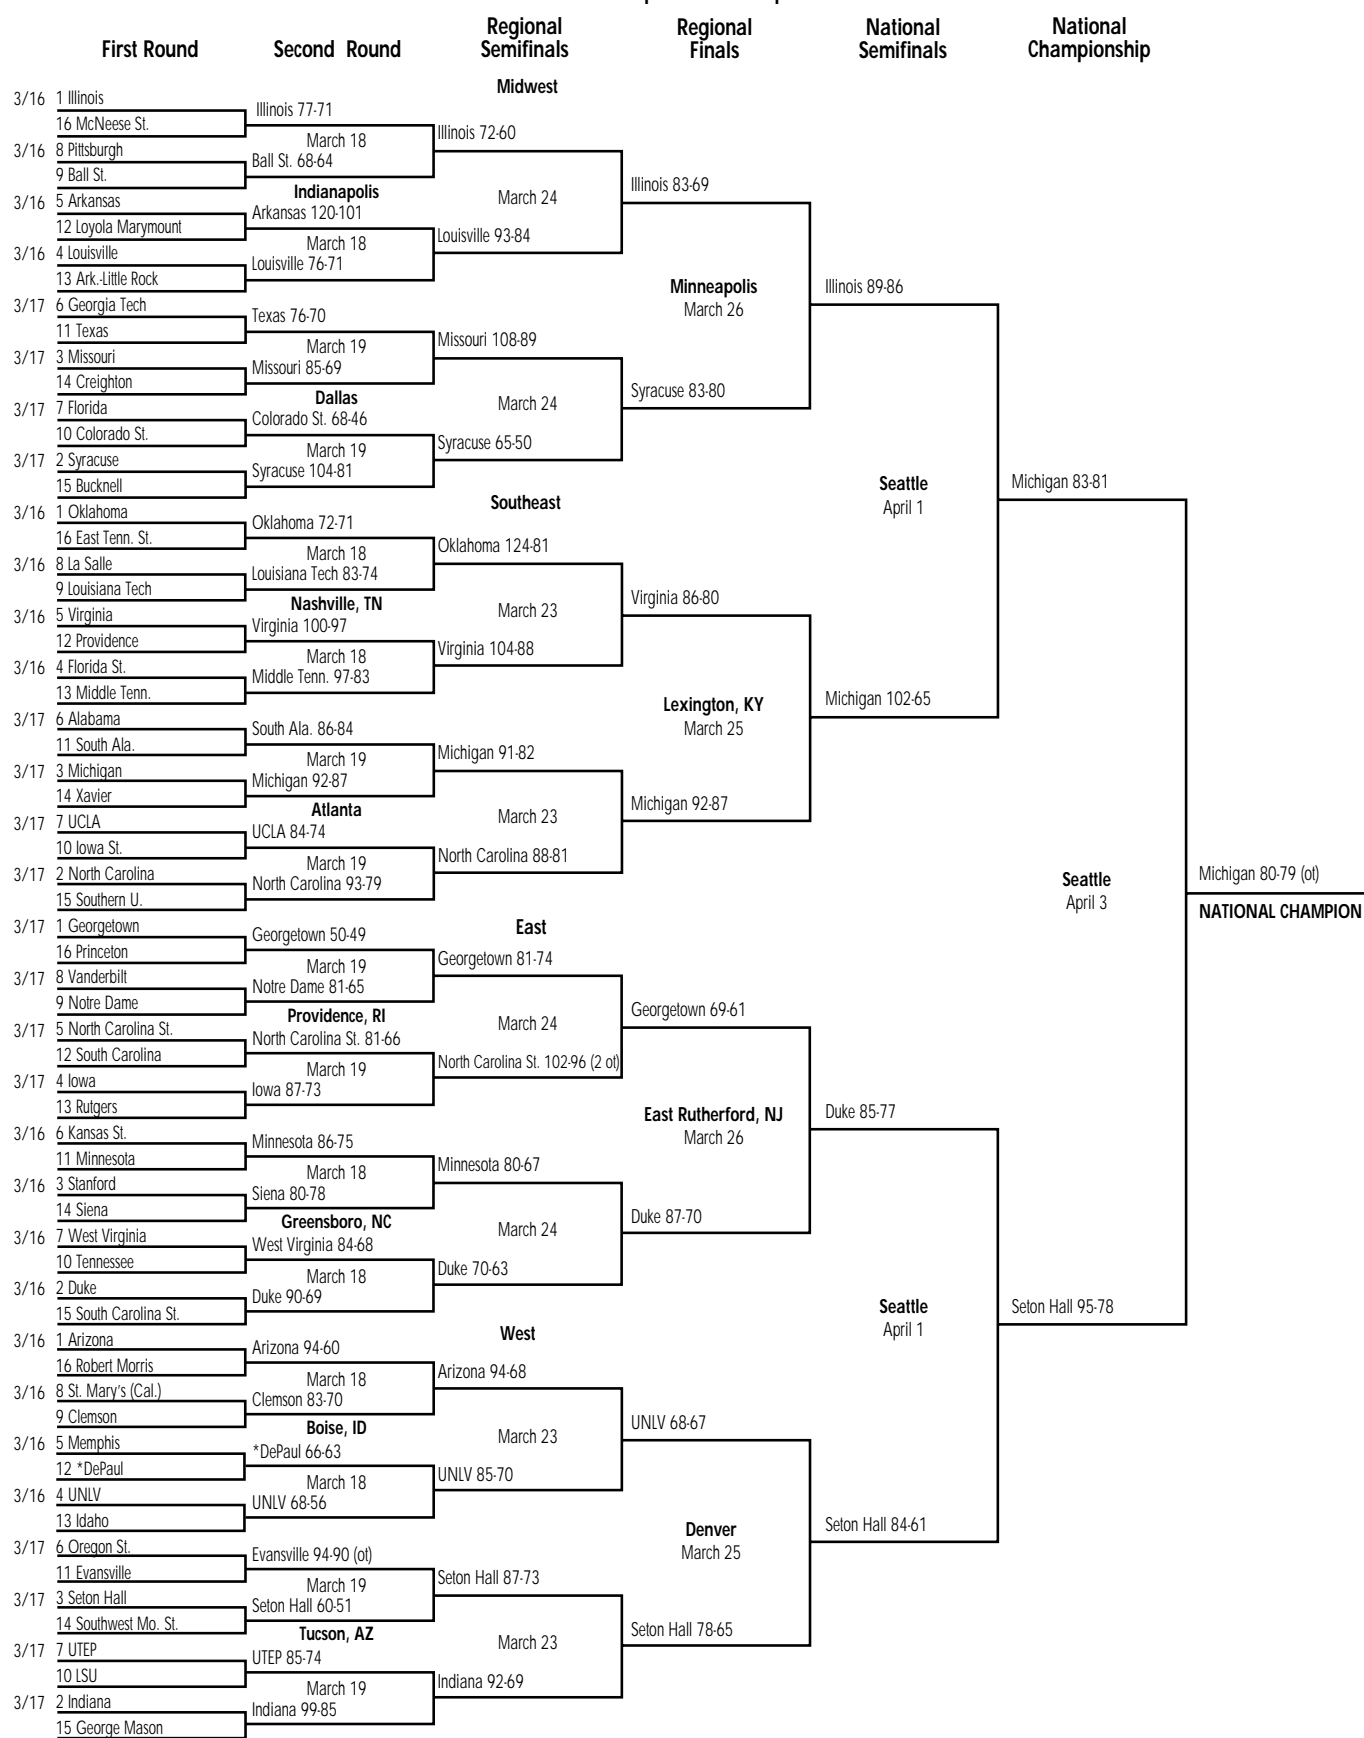 First Round
Second Round
Regional
Semifinals
Regional
Finals
National
Semifinals
National
Championship
Midwest
3/16 1 Illinois
16 McNeese St.
3/16 8 Pittsburgh
9 Ball St.
3/16 5 Arkansas
12 Loyola Marymount
3/16 4 Louisville
13 Ark.-Little Rock
3/17 6 Georgia Tech
11 Texas
3/17 3 Missouri
14 Creighton
3/17 7 Florida
10 Colorado St.
3/17 2 Syracuse
15 Bucknell
Illinois 77-71
March 18
Ball St. 68-64
Indianapolis
Arkansas 120-101
March 18
Louisville 76-71
Texas 76-70
March 19
Missouri 85-69
Dallas
Colorado St. 68-46
March 19
Syracuse 104-81
Illinois 72-60
March 24
Louisville 93-84
Missouri 108-89
March 24
Syracuse 65-50
Illinois 83-69
Minneapolis
March 26
Syracuse 83-80
Illinois 89-86
Southeast
3/16 1 Oklahoma
16 East Tenn. St.
3/16 8 La Salle
9 Louisiana Tech
3/16 5 Virginia
12 Providence
3/16 4 Florida St.
13 Middle Tenn.
3/17 6 Alabama
11 South Ala.
3/17 3 Michigan
14 Xavier
3/17 7 UCLA
10 Iowa St.
3/17 2 North Carolina
15 Southern U.
Oklahoma 72-71
March 18
Louisiana Tech 83-74
Nashville, TN
Virginia 100-97
March 18
Middle Tenn. 97-83
South Ala. 86-84
March 19
Michigan 92-87
Atlanta
UCLA 84-74
March 19
North Carolina 93-79
Oklahoma 124-81
March 23
Virginia 104-88
Michigan 91-82
March 23
North Carolina 88-81
Virginia 86-80
Lexington, KY
March 25
Michigan 92-87
Michigan 102-65
Seattle
April 1
Michigan 83-81
East
3/17 1 Georgetown
16 Princeton
3/17 8 Vanderbilt
9 Notre Dame
3/17 5 North Carolina St.
12 South Carolina
3/17 4 Iowa
13 Rutgers
3/16 6 Kansas St.
11 Minnesota
3/16 3 Stanford
14 Siena
3/16 7 West Virginia
10 Tennessee
3/16 2 Duke
15 South Carolina St.
Georgetown 50-49
March 19
Notre Dame 81-65
Providence, RI
North Carolina St. 81-66
March 19
Iowa 87-73
Minnesota 86-75
March 18
Siena 80-78
Greensboro, NC
West Virginia 84-68
March 18
Duke 90-69
Georgetown 81-74
March 24
North Carolina St. 102-96 (2 ot)
Minnesota 80-67
March 24
Duke 70-63
Georgetown 69-61
East Rutherford, NJ
March 26
Duke 87-70
Duke 85-77
West
3/16 1 Arizona
16 Robert Morris
3/16 8 St. Mary's (Cal.)
9 Clemson
3/16 5 Memphis
12 *DePaul
3/16 4 UNLV
13 Idaho
3/17 6 Oregon St.
11 Evansville
3/17 3 Seton Hall
14 Southwest Mo. St.
3/17 7 UTEP
10 LSU
3/17 2 Indiana
15 George Mason
Arizona 94-60
March 18
Clemson 83-70
Boise, ID
*DePaul 66-63
March 18
UNLV 68-56
Evansville 94-90 (ot)
March 19
Seton Hall 60-51
Tucson, AZ
UTEP 85-74
March 19
Indiana 99-85
Arizona 94-68
March 23
UNLV 85-70
Seton Hall 87-73
March 23
Indiana 92-69
UNLV 68-67
Denver
March 25
Seton Hall 78-65
Seton Hall 84-61
Seattle
April 1
Seton Hall 95-78
Seattle
April 3
Michigan 80-79 (ot)
NATIONAL CHAMPION